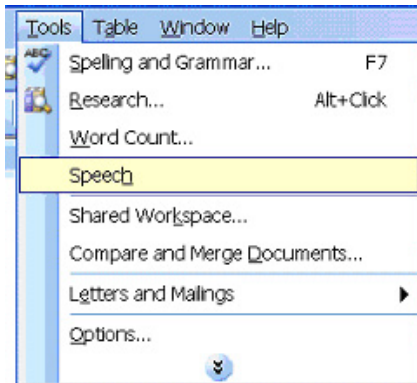 Tools Table Window Help
ABC Spelling and Grammar... F7
Research... Alt+Click
Word Count...
Speech
Shared Workspace...
Compare and Merge Documents...
Letters and Mailings
Options...